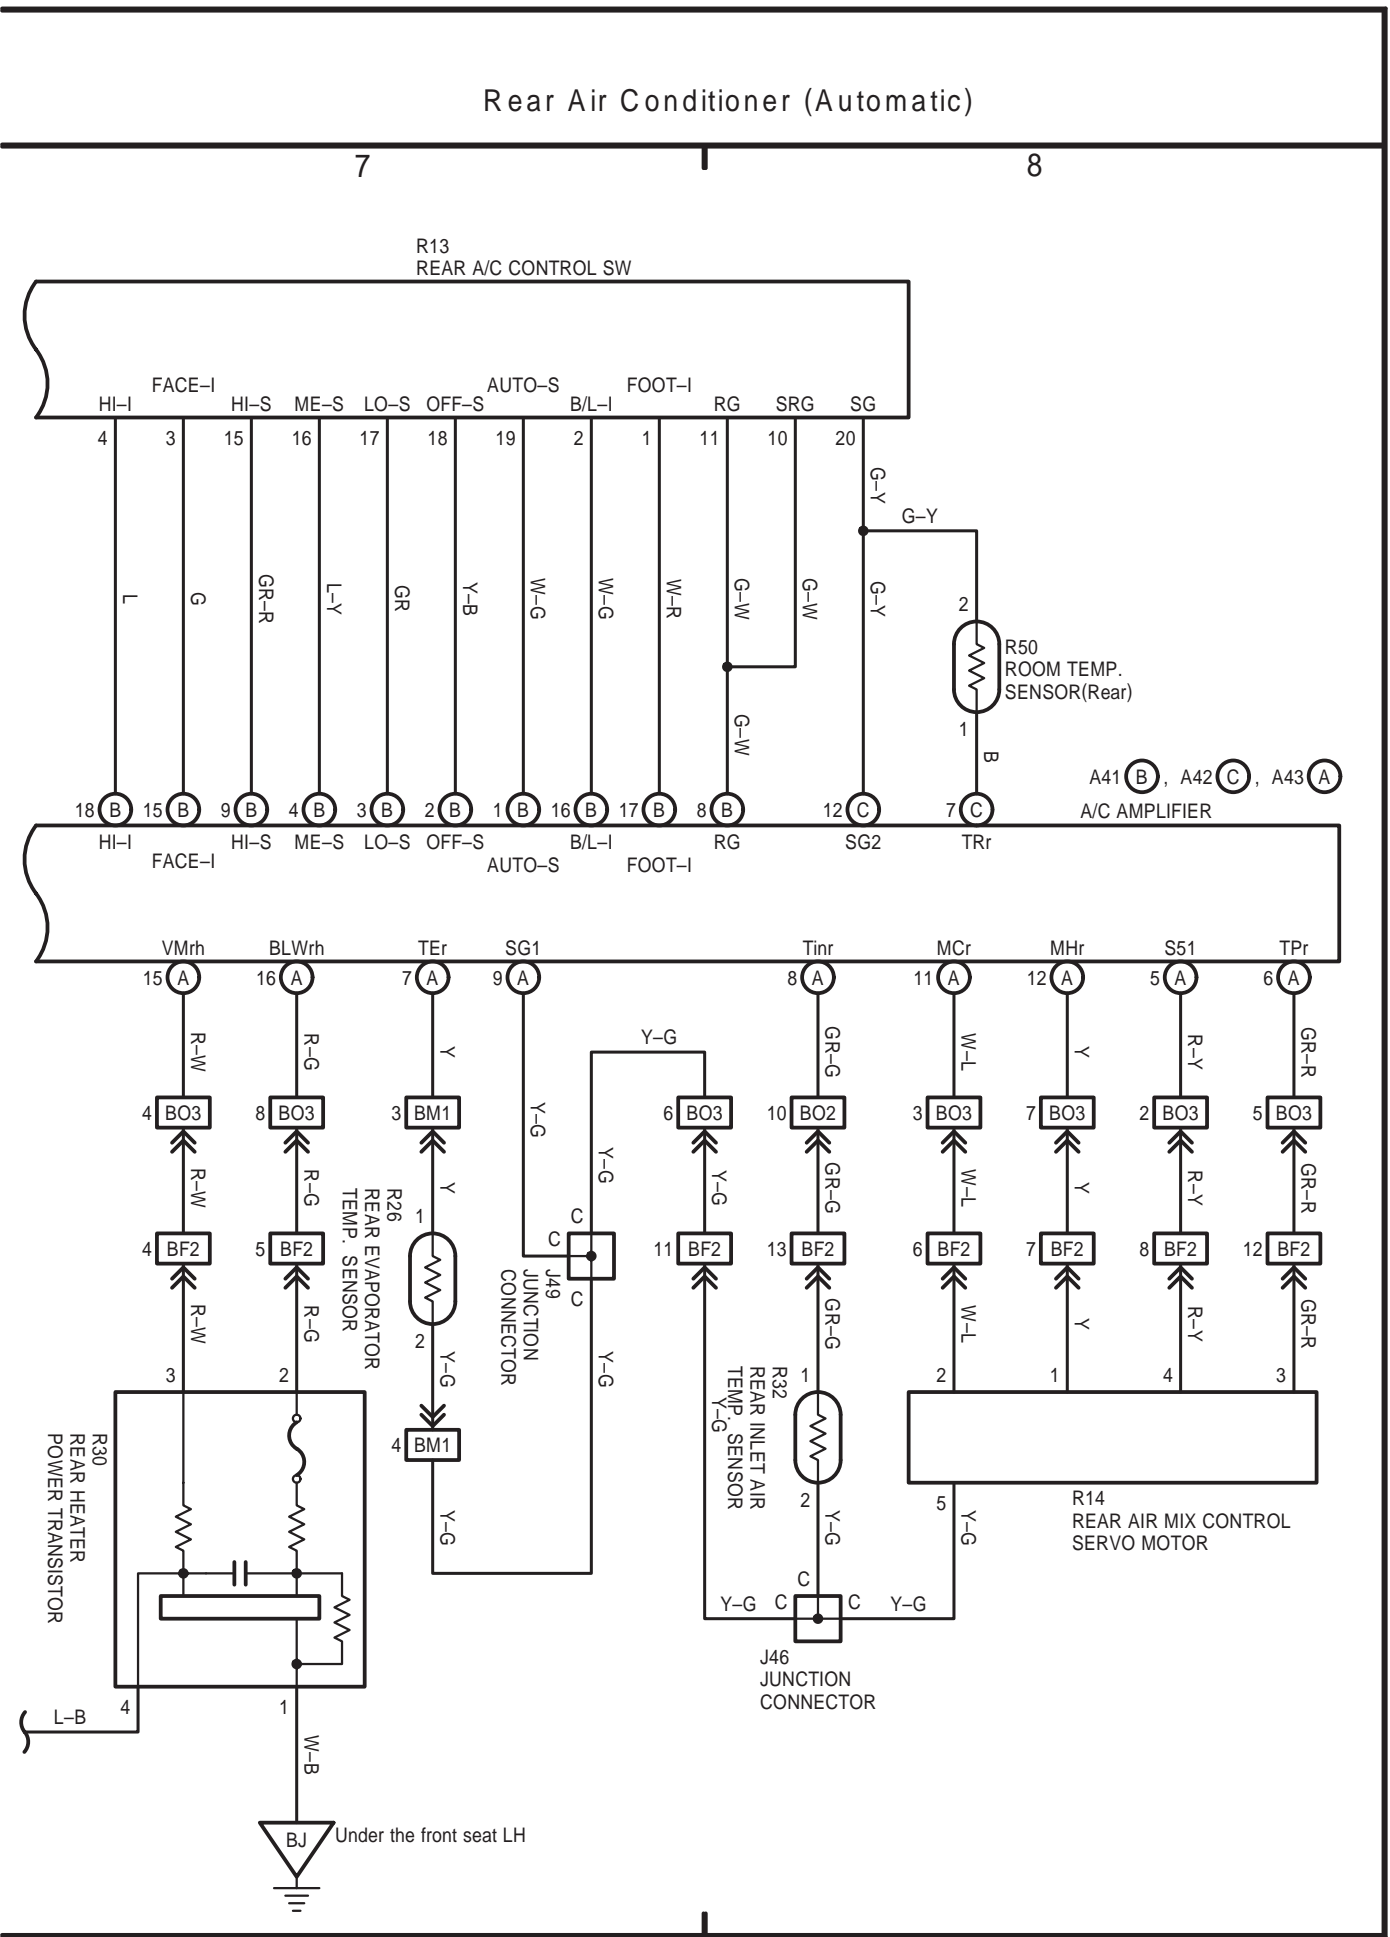 Rear Air Conditioner (Automatic)
7 8
R13
REAR A/C CONTROL SW
FACE–I AUTO–S FOOT–I
HI–I HI–S ME–S LO–S OFF–S B/L–I RG SRG SG
4 3 15 16 17 18 19 2 1 11 10 20
G–Y
G–Y
L G GR–R L–Y GR Y–B W–G W–G W–R G–W G–W G–Y
2
R50
ROOM TEMP.
SENSOR(Rear)
1
G–W B
A41 B , A42 C , A43 A
A/C AMPLIFIER
18 B 15 B 9 B 4 B 3 B 2 B 1 B 16 B 17 B 8 B 12 C 7 C
HI–I HI–S ME–S LO–S OFF–S B/L–I RG SG2 TRr
FACE–I AUTO–S FOOT–I
VMrh BLWrh TEr SG1 Tinr MCr MHr S51 TPr
15 A 16 A 7 A 9 A 8 A 11 A 12 A 5 A 6 A
Y–G
R–W R–G Y GR–G W–L Y R–Y GR–R
4 BO3 8 BO3 3 BM1 Y–G 6 BO3 10 BO2 3 BO3 7 BO3 2 BO3 5 BO3
R–W R–G Y Y–G Y–G GR–G W–L Y R–Y GR–R
1
R26
REAR EVAPORATOR
TEMP. SENSOR
2
C
C
C
J49
JUNCTION
CONNECTOR
4 BF2 5 BF2 11 BF2 13 BF2 6 BF2 7 BF2 8 BF2 12 BF2
R–W R–G GR–G W–L Y R–Y GR–R
Y–G Y–G
3 2 1 2 1 4 3
4 BM1
Y–G
R32
REAR INLET AIR
TEMP. SENSOR
Y–G
2
Y–G
5
Y–G
R14
REAR AIR MIX CONTROL
SERVO MOTOR
R30
REAR HEATER
POWER TRANSISTOR
C
Y–G C C Y–G
J46
JUNCTION
CONNECTOR
4 1
L–B
W–B
BJ Under the front seat LH